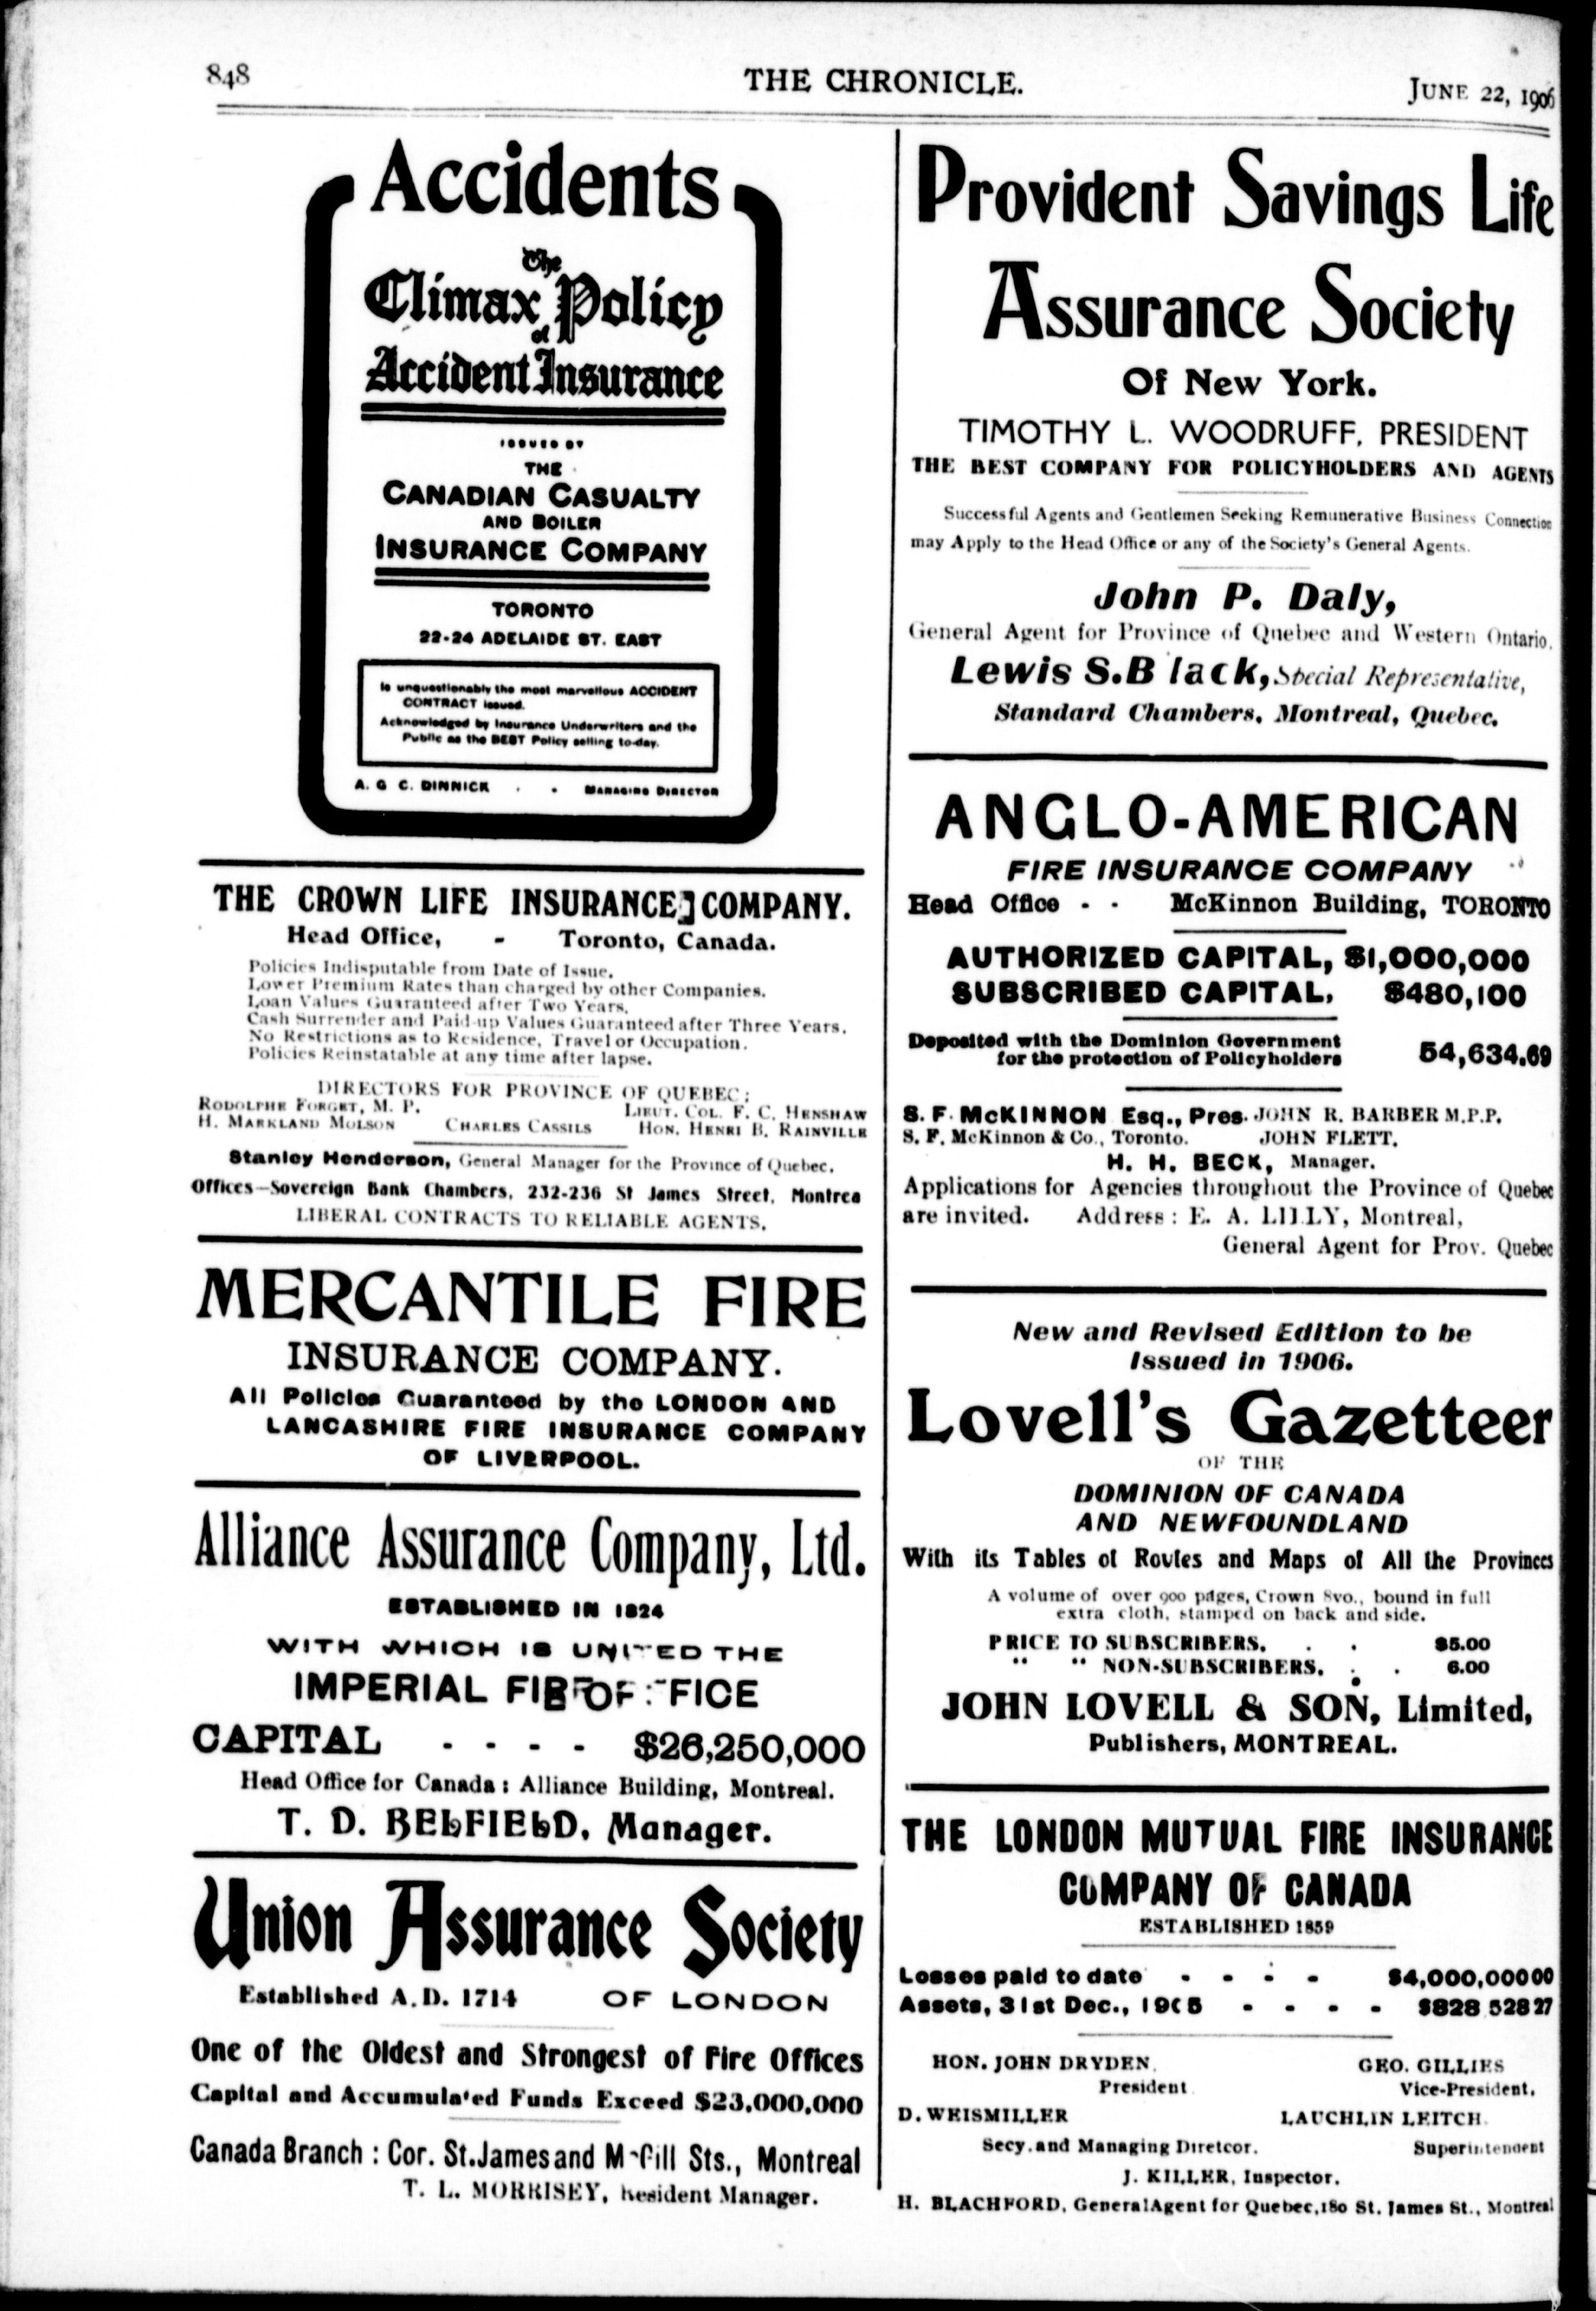 848
THE CHRONICLE.
JUNE 22, 1906
Accidents
The
Climax Policy
of
Accident Insurance
ISSUED BY
THE
CANADIAN CASUALTY
AND BOILER
INSURANCE COMPANY
TORONTO
22-24 ADELAIDE ST. EAST
Is unquestionably the most marvellous ACCIDENT
CONTRACT issued.
Acknowledged by Insurance Underwriters and the
Public as the BEST Policy selling to-day.
A. G C. DINNICK - - MANAGING DIRECTOR
THE CROWN LIFE INSURANCE COMPANY.
Head Office, - Toronto, Canada.
Policies Indisputable from Date of Issue.
Lower Premium Rates than charged by other Companies.
Loan Values Guaranteed after Two Years.
Cash Surrender and Paid-up Values Guaranteed after Three Years.
No Restrictions as to Residence, Travel or Occupation.
Policies Reinstatable at any time after lapse.
DIRECTORS FOR PROVINCE OF QUEBEC:
RODOLPHE FORGET, M. P. LIEUT. COL. F. C. HENSHAW
H. MARKLAND MOLSON CHARLES CASSILS HON. HENRI B. RAINVILLE
Stanley Henderson, General Manager for the Province of Quebec.
Offices—Sovereign Bank Chambers, 232-236 St James Street, Montrea
LIBERAL CONTRACTS TO RELIABLE AGENTS.
MERCANTILE FIRE
INSURANCE COMPANY.
All Policies Guaranteed by the LONDON AND
LANCASHIRE FIRE INSURANCE COMPANY
OF LIVERPOOL.
Alliance Assurance Company, Ltd.
ESTABLISHED IN 1824
WITH WHICH IS UNITED THE
IMPERIAL FIRE OFFICE
CAPITAL - - - - $26,250,000
Head Office for Canada: Alliance Building, Montreal.
T. D. BELFIELD, Manager.
Union Assurance Society
Established A.D. 1714 OF LONDON
One of the Oldest and Strongest of Fire Offices
Capital and Accumulated Funds Exceed $23,000,000
Canada Branch : Cor. St. James and McGill Sts., Montreal
T. L. MORRISEY, Resident Manager.
Provident Savings Life
Assurance Society
Of New York.
TIMOTHY L. WOODRUFF, PRESIDENT
THE BEST COMPANY FOR POLICYHOLDERS AND AGENTS
Successful Agents and Gentlemen Seeking Remunerative Business Connection
may Apply to the Head Office or any of the Society's General Agents.
John P. Daly,
General Agent for Province of Quebec and Western Ontario.
Lewis S.B lack, Special Representative,
Standard Chambers, Montreal, Quebec.
ANGLO-AMERICAN
FIRE INSURANCE COMPANY
Head Office - - McKinnon Building, TORONTO
AUTHORIZED CAPITAL, $1,000,000
SUBSCRIBED CAPITAL, $480,100
Deposited with the Dominion Government
for the protection of Policyholders 54,634.69
S. F. McKINNON Esq., Pres. JOHN R. BARBER M.P.P.
S. F. McKinnon & Co., Toronto. JOHN FLETT.
H. H. BECK, Manager.
Applications for Agencies throughout the Province of Quebec
are invited. Address: E. A. LILLY, Montreal,
General Agent for Prov. Quebec
New and Revised Edition to be
Issued in 1906.
Lovell's Gazetteer
OF THE
DOMINION OF CANADA
AND NEWFOUNDLAND
With its Tables of Routes and Maps of All the Provinces
A volume of over 900 pages, Crown 8vo., bound in full
extra cloth, stamped on back and side.
PRICE TO SUBSCRIBERS, . . $5.00
" " NON-SUBSCRIBERS, . . 6.00
JOHN LOVELL & SON, Limited,
Publishers, MONTREAL.
THE LONDON MUTUAL FIRE INSURANCE
COMPANY OF CANADA
ESTABLISHED 1859
Losses paid to date - - - - $4,000,000 00
Assets, 31st Dec., 1905 - - - - $828 528 27
HON. JOHN DRYDEN, GEO. GILLIES
President Vice-President.
D. WEISMILLER LAUCHLIN LEITCH
Secy. and Managing Diretcor. Superintendent
J. KILLER, Inspector.
H. BLACHFORD, General Agent for Quebec, 180 St. James St., Montreal